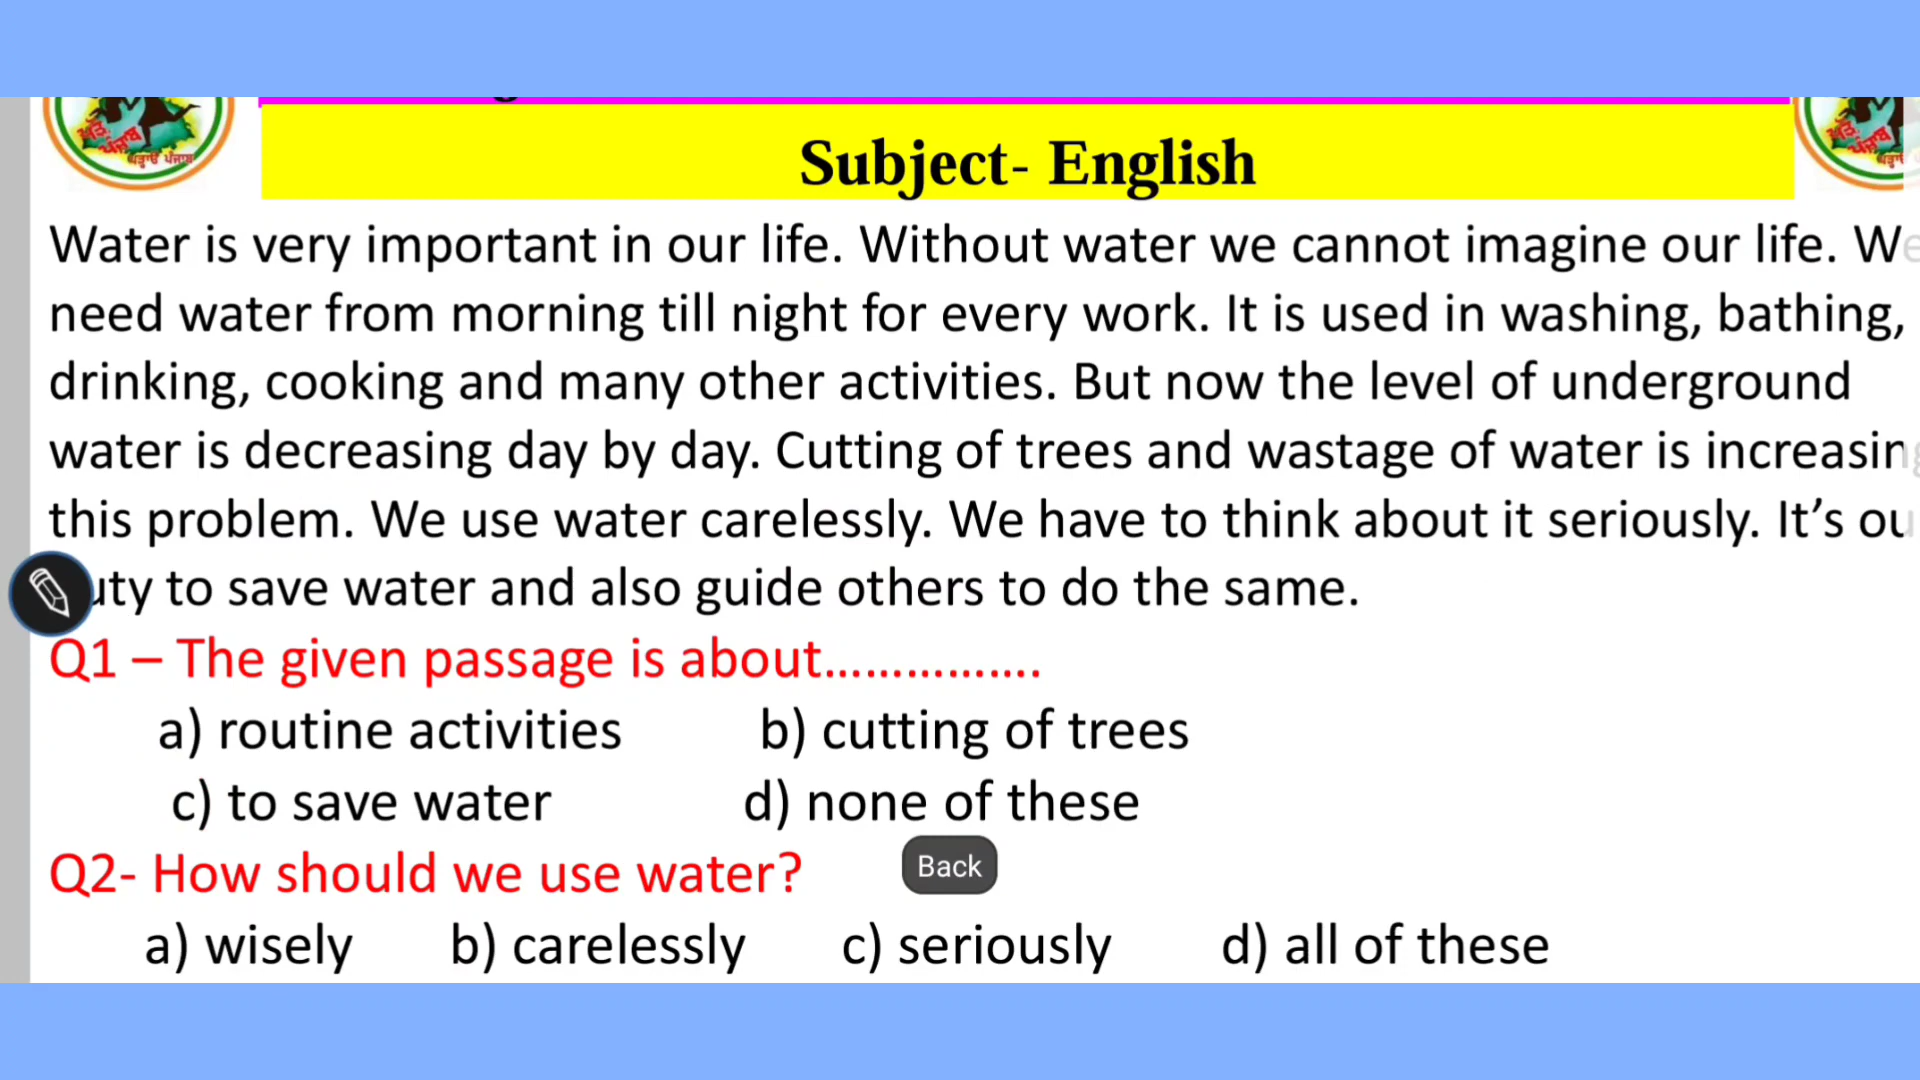 Subject- English
ਪੜ੍ਹੋ ਪੰਜਾਬ
ਪੜ੍ਹਾਓ ਪੰਜਾਬ
Water is very important in our life. Without water we cannot imagine our life. We
need water from morning till night for every work. It is used in washing, bathing,
drinking, cooking and many other activities. But now the level of underground
water is decreasing day by day. Cutting of trees and wastage of water is increasing
this problem. We use water carelessly. We have to think about it seriously. It’s ou
uty to save water and also guide others to do the same.
Q1 – The given passage is about................
a) routine activities b) cutting of trees
c) to save water d) none of these
Q2- How should we use water?
Back
a) wisely b) carelessly c) seriously d) all of these